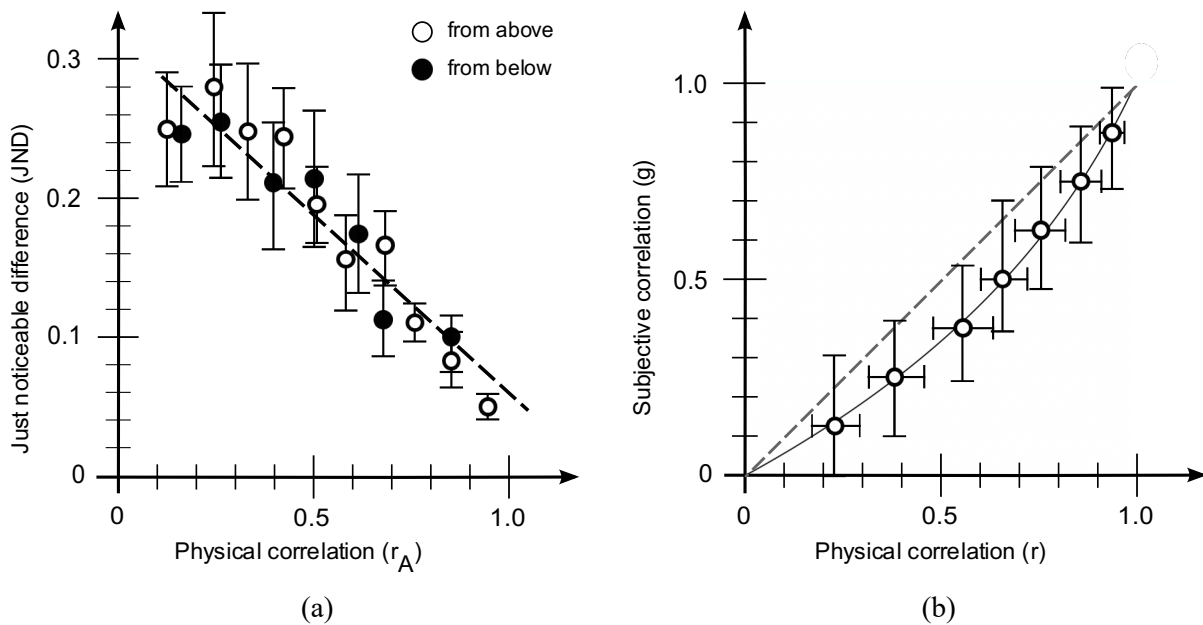 from above
from below
0.3
0.2
0.1
0
0
0.5
1.0
Just noticeable difference (JND)
Physical correlation (rA)
(a)
1.0
0.5
0
0
0.5
1.0
Subjective correlation (g)
Physical correlation (r)
(b)